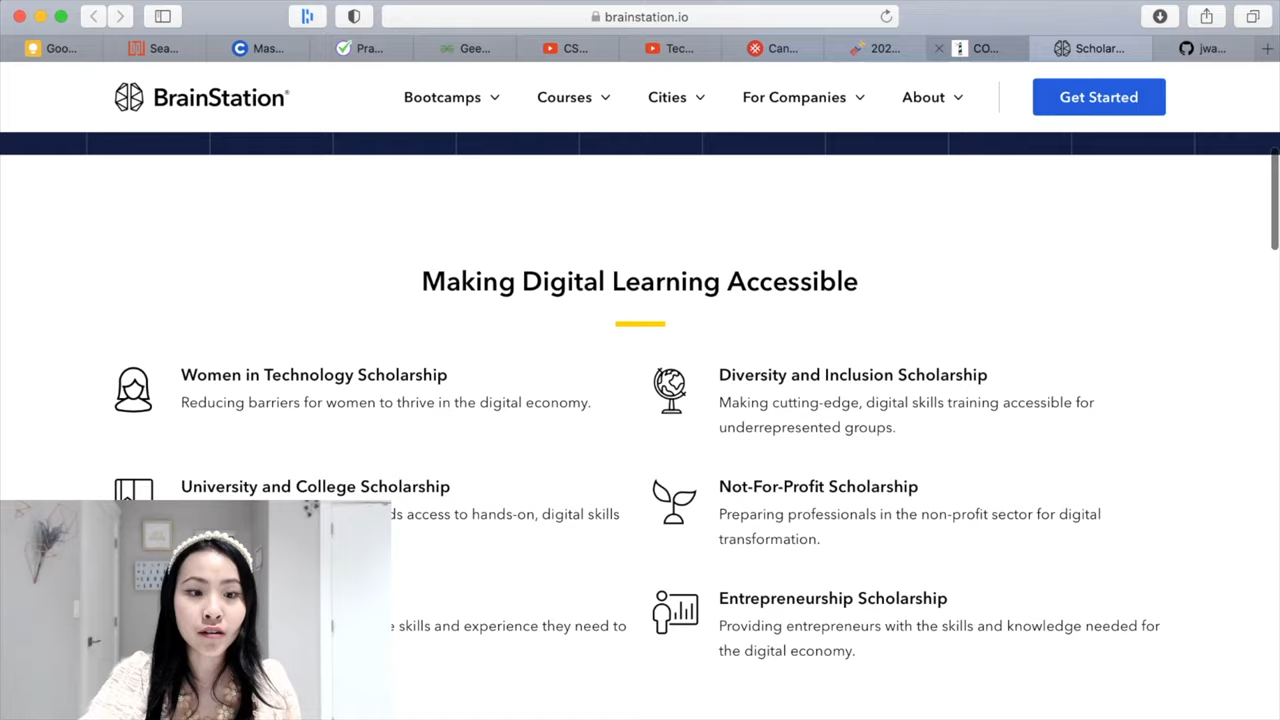 brainstation.io
Goo...
Sea...
Mas...
Pra...
Gee...
CS...
Tec...
Can...
202...
CO...
Scholar...
jwa...
BrainStation®
Bootcamps
Courses
Cities
For Companies
About
Get Started
Making Digital Learning Accessible
Women in Technology Scholarship
Reducing barriers for women to thrive in the digital economy.
Diversity and Inclusion Scholarship
Making cutting-edge, digital skills training accessible for
underrepresented groups.
University and College Scholarship
ds access to hands-on, digital skills
Not-For-Profit Scholarship
Preparing professionals in the non-profit sector for digital
transformation.
e skills and experience they need to
Entrepreneurship Scholarship
Providing entrepreneurs with the skills and knowledge needed for
the digital economy.